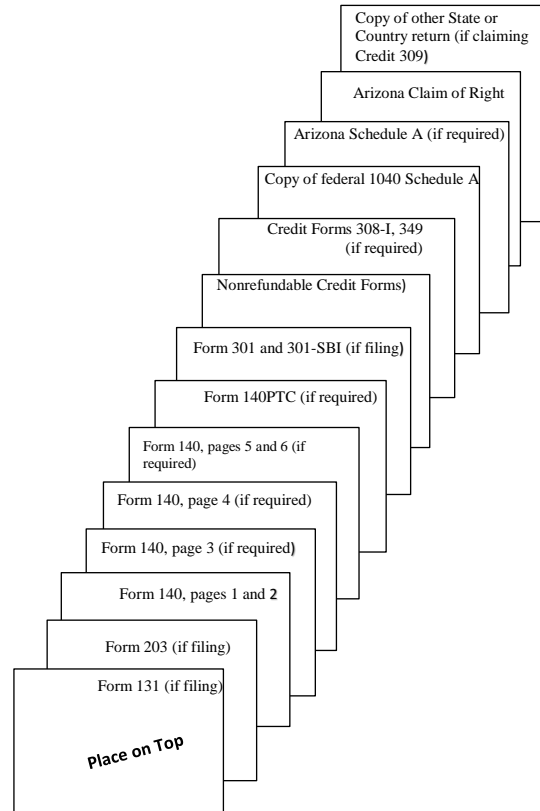 Copy of other State or
Country return (if claiming
Credit 309)
Arizona Claim of Right
Arizona Schedule A (if required)
Copy of federal 1040 Schedule A
Credit Forms 308-I, 349
(if required)
Nonrefundable Credit Forms)
Form 301 and 301-SBI (if filing)
Form 140PTC (if required)
Form 140, pages 5 and 6 (if
required)
Form 140, page 4 (if required)
Form 140, page 3 (if required)
Form 140, pages 1 and 2
Form 203 (if filing)
Form 131 (if filing)
Place on Top